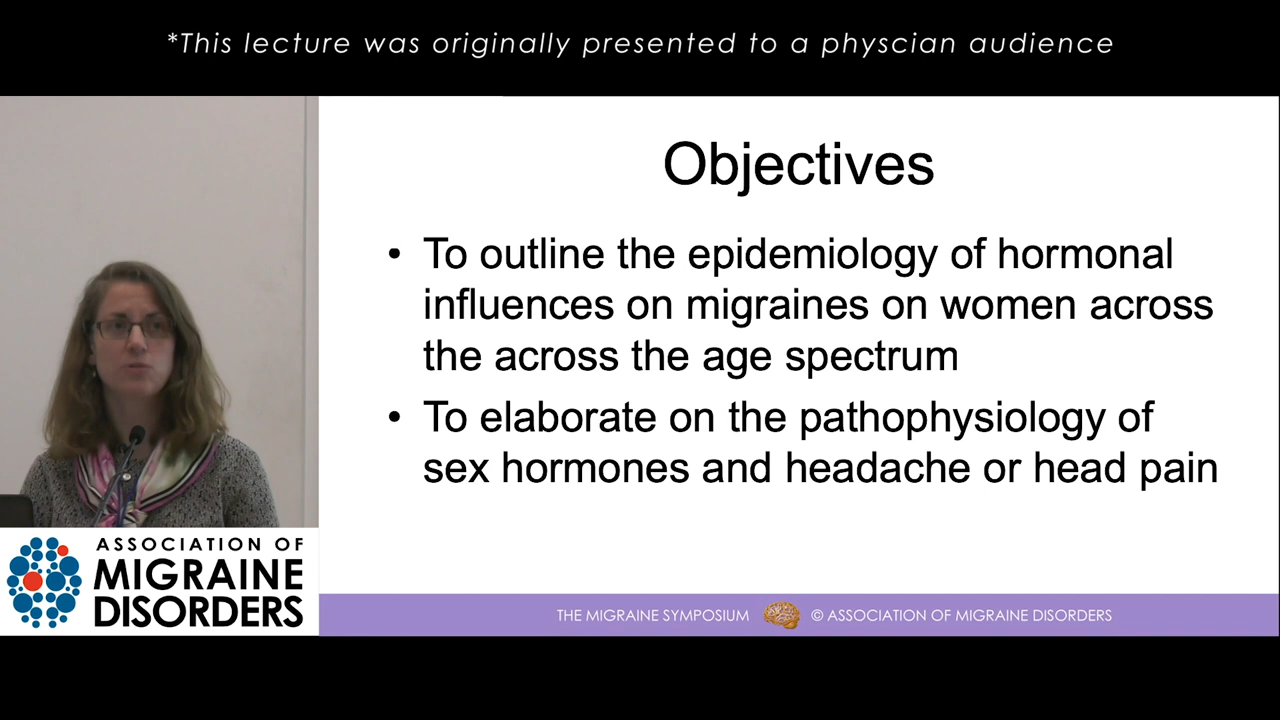 *This lecture was originally presented to a physcian audience
Objectives
• To outline the epidemiology of hormonal
influences on migraines on women across
the across the age spectrum
• To elaborate on the pathophysiology of
sex hormones and headache or head pain
ASSOCIATION OF
MIGRAINE
DISORDERS
THE MIGRAINE SYMPOSIUM © ASSOCIATION OF MIGRAINE DISORDERS